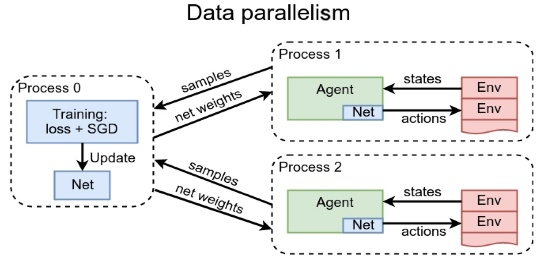 Data parallelism
Process 0
Training:
loss + SGD
Update
Net
samples
net weights
samples
net weights
Process 1
Agent
Net
states
actions
Env
Env
Process 2
Agent
Net
states
actions
Env
Env